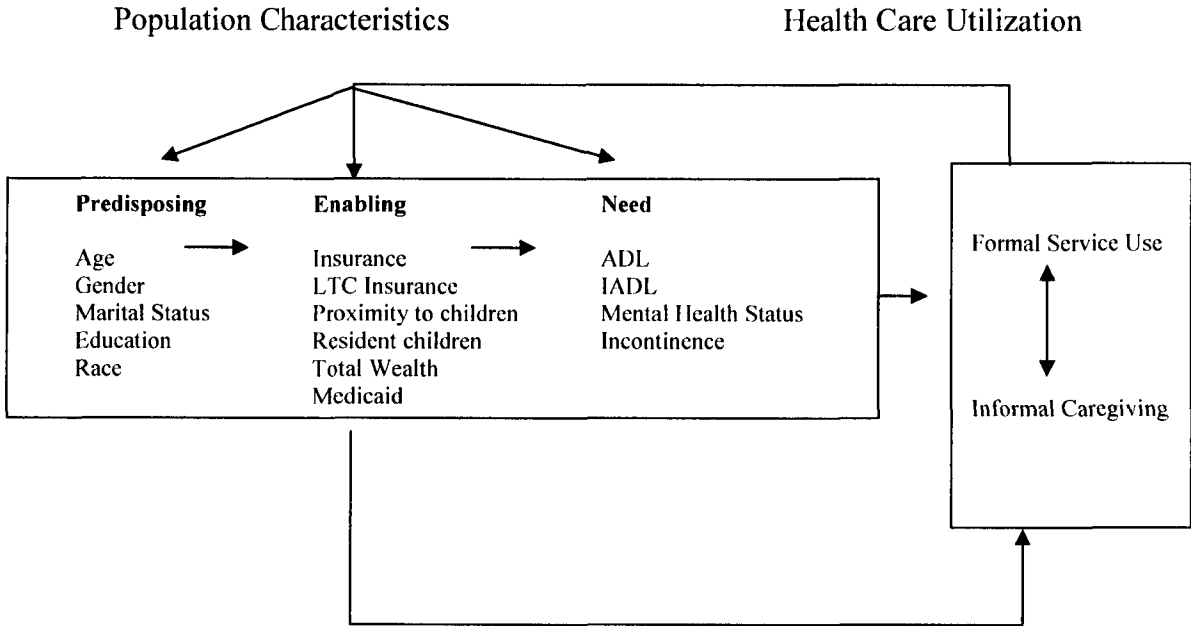 Population Characteristics
Health Care Utilization
Predisposing
Age
Gender
Marital Status
Education
Race
Enabling
Insurance
LTC Insurance
Proximity to children
Resident children
Total Wealth
Medicaid
Need
ADL
IADL
Mental Health Status
Incontinence
Formal Service Use
Informal Caregiving